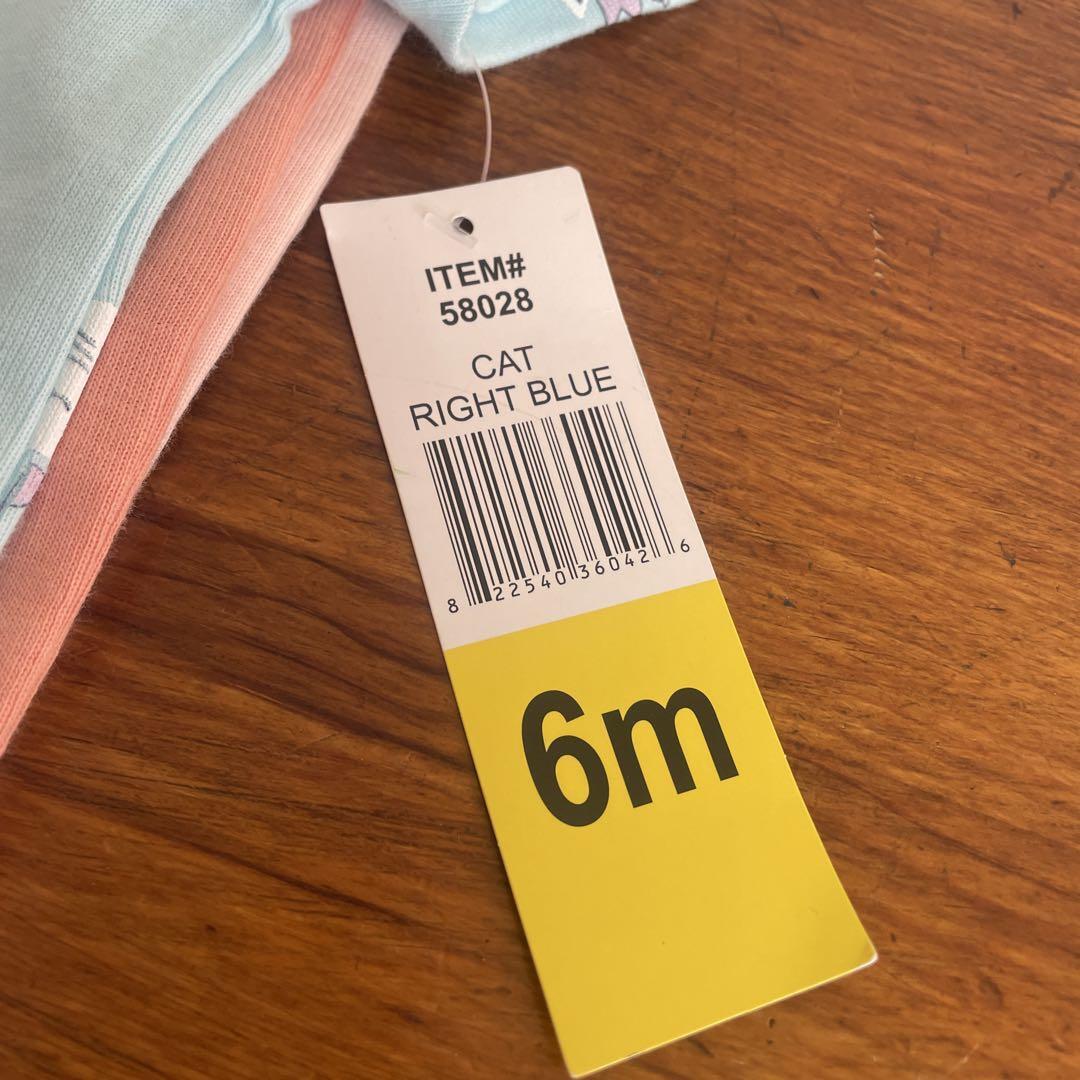 ITEM#
58028
CAT
RIGHT BLUE
8 22540 36042 6
6m